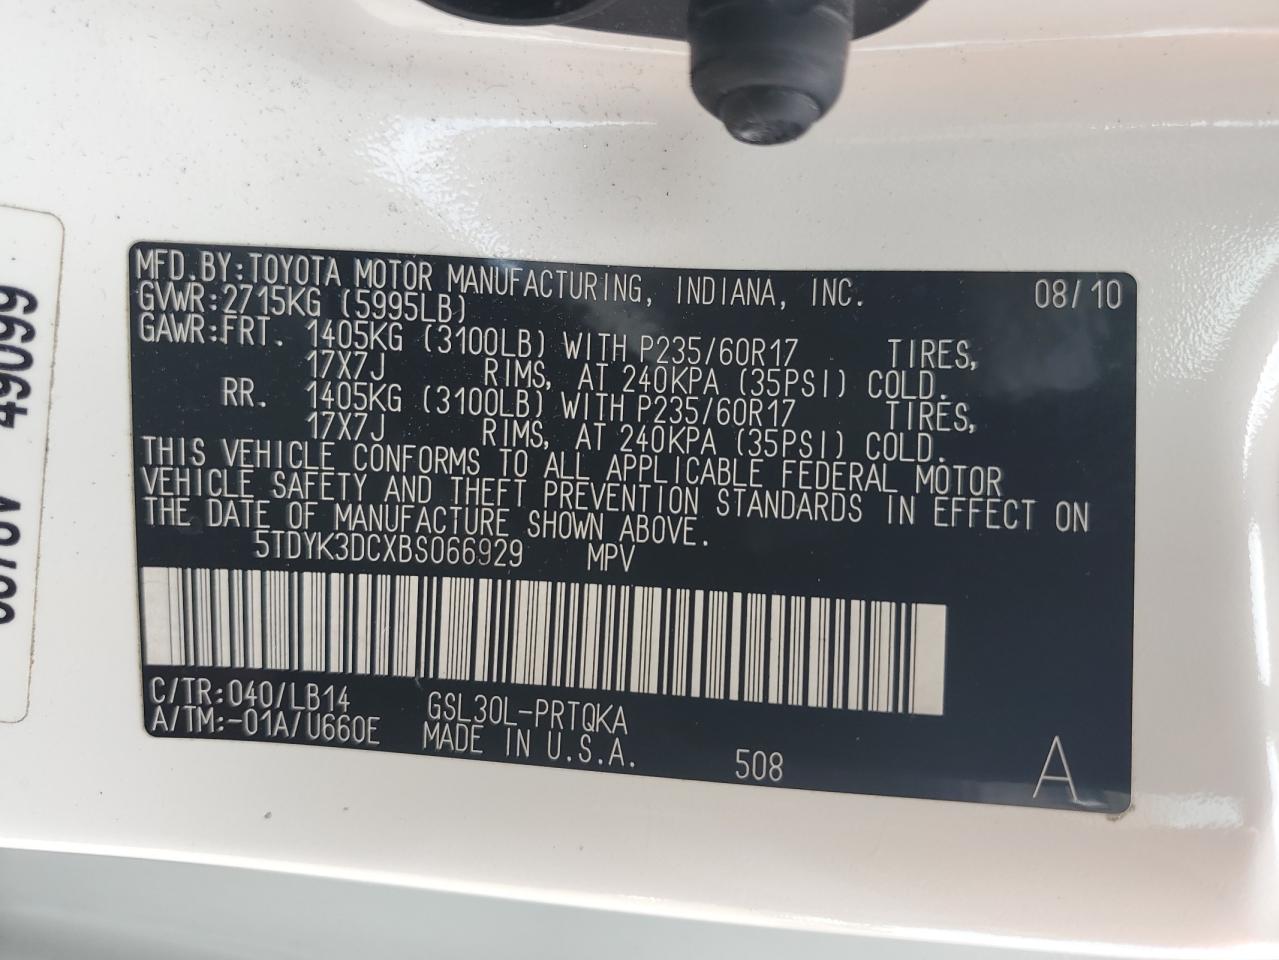 MFD.BY:TOYOTA MOTOR MANUFACTURING, INDIANA, INC. 08/10
GVWR:2715KG (5995LB)
GAWR:FRT. 1405KG (3100LB) WITH P235/60R17 TIRES,
17X7J RIMS, AT 240KPA (35PSI) COLD.
RR. 1405KG (3100LB) WITH P235/60R17 TIRES,
17X7J RIMS, AT 240KPA (35PSI) COLD.
THIS VEHICLE CONFORMS TO ALL APPLICABLE FEDERAL MOTOR
VEHICLE SAFETY AND THEFT PREVENTION STANDARDS IN EFFECT ON
THE DATE OF MANUFACTURE SHOWN ABOVE.
5TDYK3DCXBS066929 MPV
C/TR:040/LB14 GSL30L-PRTQKA
A/TM:-01A/U660E MADE IN U.S.A. 508 A